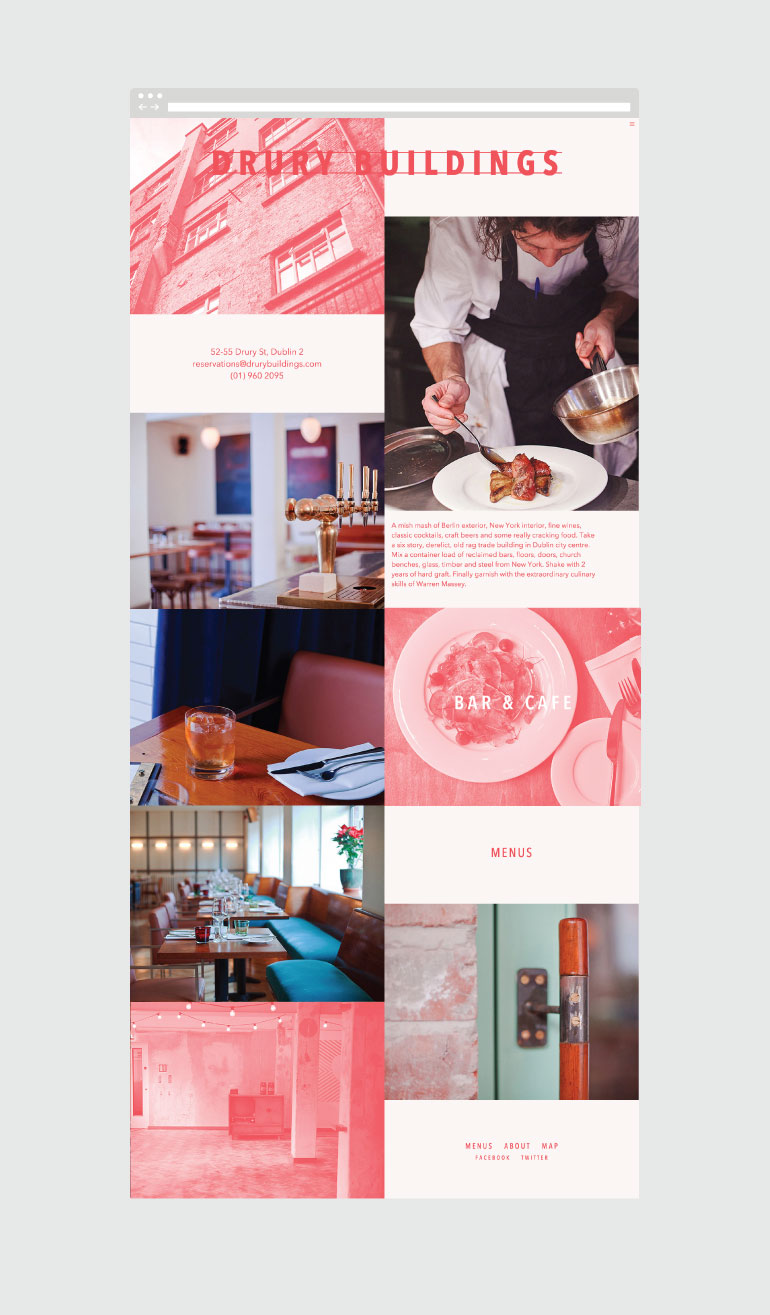 DRURY BUILDINGS
52-55 Drury St, Dublin 2
reservations@drurybuildings.com
(01) 960 2095
A mish mash of Berlin exterior, New York interior, fine wines,
classic cocktails, craft beers and some really cracking food. Take
a six story, derelict, old rag trade building in Dublin city centre.
Mix a container load of reclaimed bars, floors, doors, church
benches, glass, timber and steel from New York. Shake with 2
years of hard graft. Finally garnish with the extraordinary culinary
skills of Warren Massey.
BAR & CAFE
MENUS
MENUS ABOUT MAP
FACEBOOK TWITTER